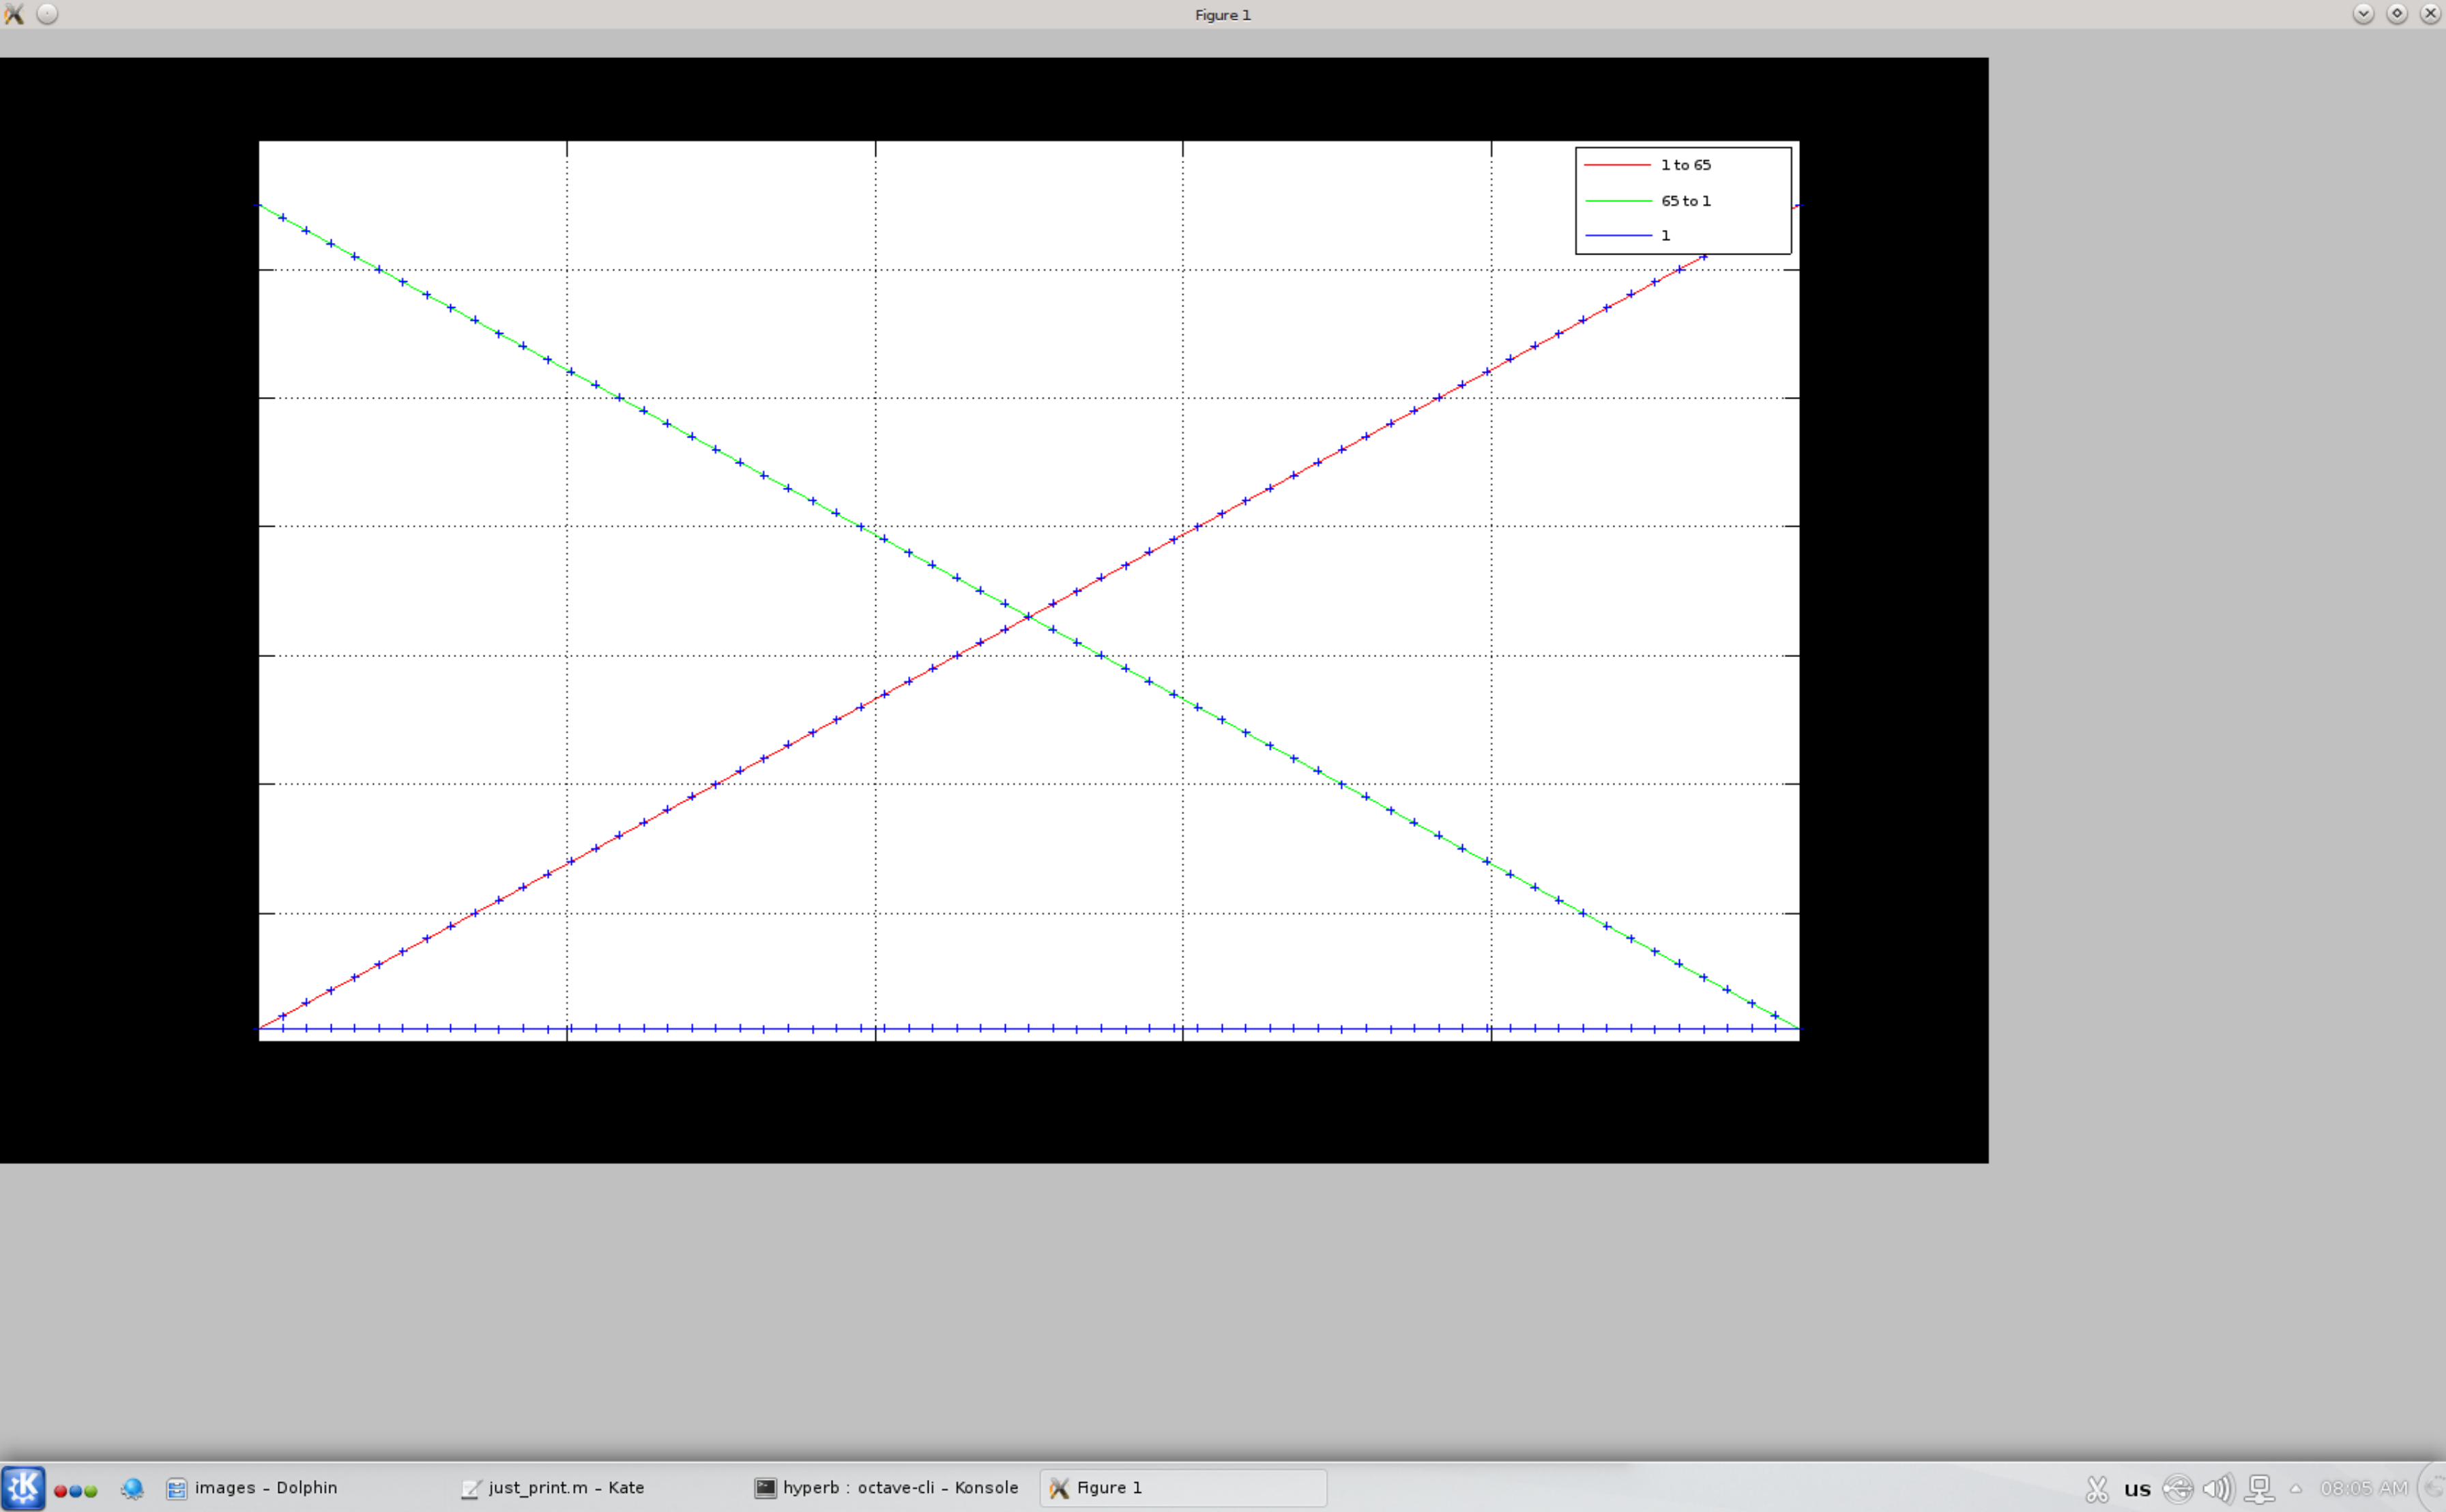 Figure 1
1 to 65
65 to 1
1
images – Dolphin
just_print.m – Kate
hyperb : octave-cli – Konsole
Figure 1
us
08:05 AM